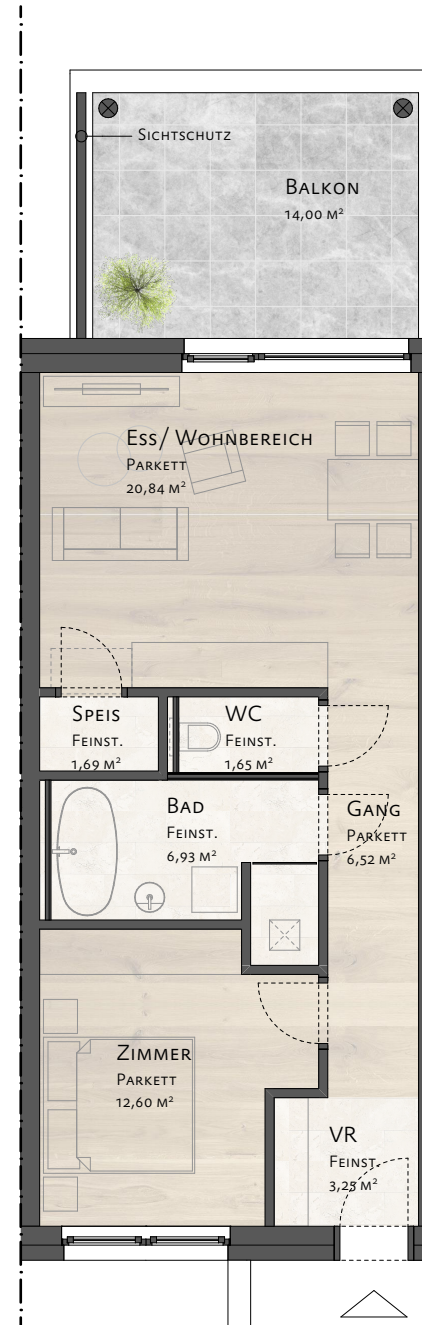 Sichtschutz
Balkon
14,00 m²
Ess/ Wohnbereich
Parkett
20,84 m²
Speis
Feinst.
1,69 m²
WC
Feinst.
1,65 m²
Bad
Feinst.
6,93 m²
Gang
Parkett
6,52 m²
Zimmer
Parkett
12,60 m²
VR
Feinst.
3,25 m²